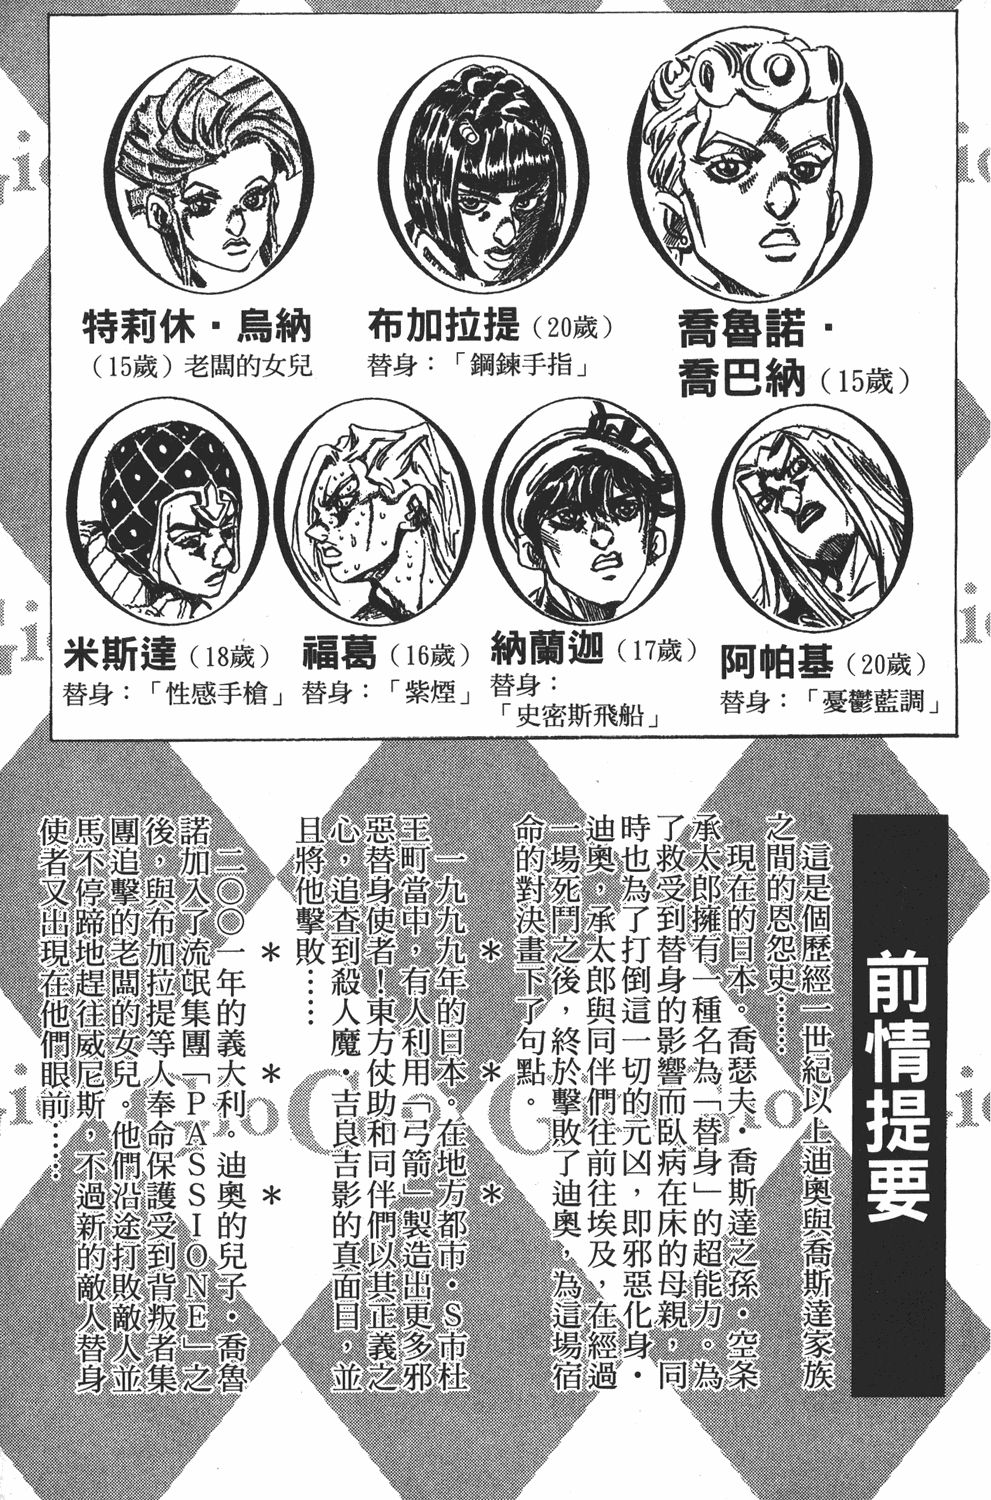 喬魯諾·
喬巴納（15歲）
布加拉提（20歲）
替身：「鋼鍊手指」
特莉休·烏納
（15歲）老闆的女兒
阿帕基（20歲）
替身：「憂鬱藍調」
納蘭迦（17歲）
替身：
「史密斯飛船」
福葛（16歲）
替身：「紫煙」
米斯達（18歲）
替身：「性感手槍」
前情提要
這是個歷經一世紀以上迪奧與喬斯達家族
之間的恩怨史……
現在的日本。喬瑟夫·喬斯達之孫·空条
承太郎擁有一種名為「替身」的超能力。為
了救受到替身的影響而臥病在床的母親，同
時也為了打倒這一切的元凶，即邪惡化身·
迪奧，承太郎與同伴們往前往埃及，在經過
一場死鬥之後，終於擊敗了迪奧，為這場宿
命的對決畫下了句點。
＊　＊　＊
一九九九年的日本。在地方都市·S市杜
王町當中，有人利用「弓箭」製造出更多邪
惡替身使者！東方仗助和同伴們以其正義之
心，追查到殺人魔·吉良吉影的真面目，並
且將他擊敗……
＊　＊　＊
二〇〇一年的義大利。迪奧的兒子·喬魯
諾加入了流氓集團「PASSIONE」之
後，與布加拉提等人奉命保護受到背叛者集
團追擊的老闆的女兒。他們沿途打敗敵人並
馬不停蹄地趕往威尼斯，不過新的敵人替身
使者又出現在他們眼前……
GioGio